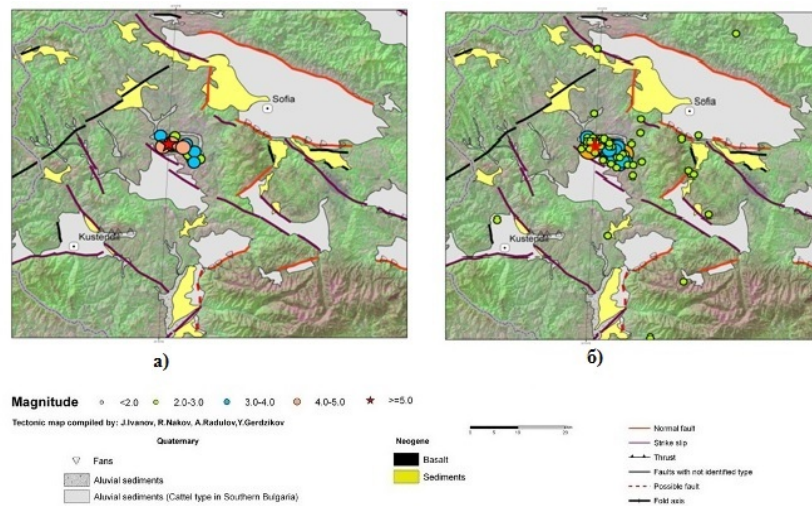 Sofia
Sofia
Kustendil
Kustendil
а)
б)
Magnitude <2.0 2.0-3.0 3.0-4.0 4.0-5.0 >=5.0
Tectonic map compiled by: J.Ivanov, R.Nakov, A.Radulov,Y.Gerdzikov
Quaternary
Fans
Aluvial sediments
Aluvial sediments (Cattel type in Southern Bulgaria)
Neogene
Basalt
Sediments
Normal fault
Strike slip
Thrust
Faults with not identified type
Possible fault
Fold axis